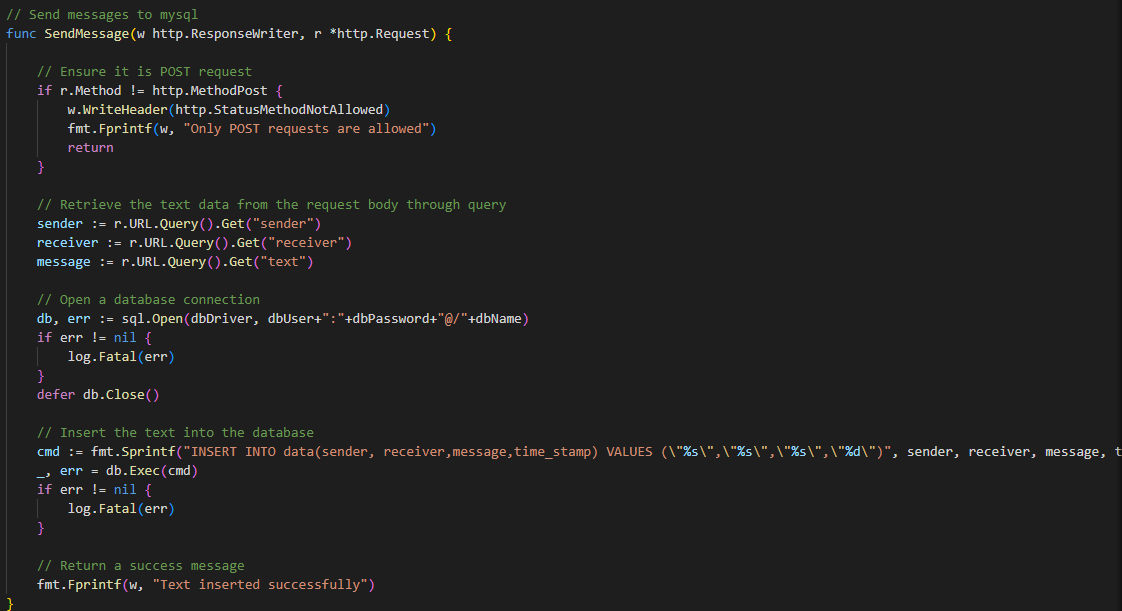 // Send messages to mysql
func SendMessage(w http.ResponseWriter, r *http.Request) {
// Ensure it is POST request
if r.Method != http.MethodPost {
w.WriteHeader(http.StatusMethodNotAllowed)
fmt.Fprintf(w, "Only POST requests are allowed")
return
}
// Retrieve the text data from the request body through query
sender := r.URL.Query().Get("sender")
receiver := r.URL.Query().Get("receiver")
message := r.URL.Query().Get("text")
// Open a database connection
db, err := sql.Open(dbDriver, dbUser+":"+dbPassword+"@/"+dbName)
if err != nil {
log.Fatal(err)
}
defer db.Close()
// Insert the text into the database
cmd := fmt.Sprintf("INSERT INTO data(sender, receiver,message,time_stamp) VALUES (\"%s\",\"%s\",\"%s\",\"%d\")", sender, receiver, message, t
_, err = db.Exec(cmd)
if err != nil {
log.Fatal(err)
}
// Return a success message
fmt.Fprintf(w, "Text inserted successfully")
}